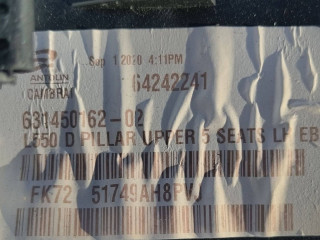 Sep 1 2020 4:11PM
ANTOLIN
CAMBRAI
64242241
631450162-02
L550 D PILLAR UPPER 5 SEATS LH EB
FK72 51749AH8PVJ